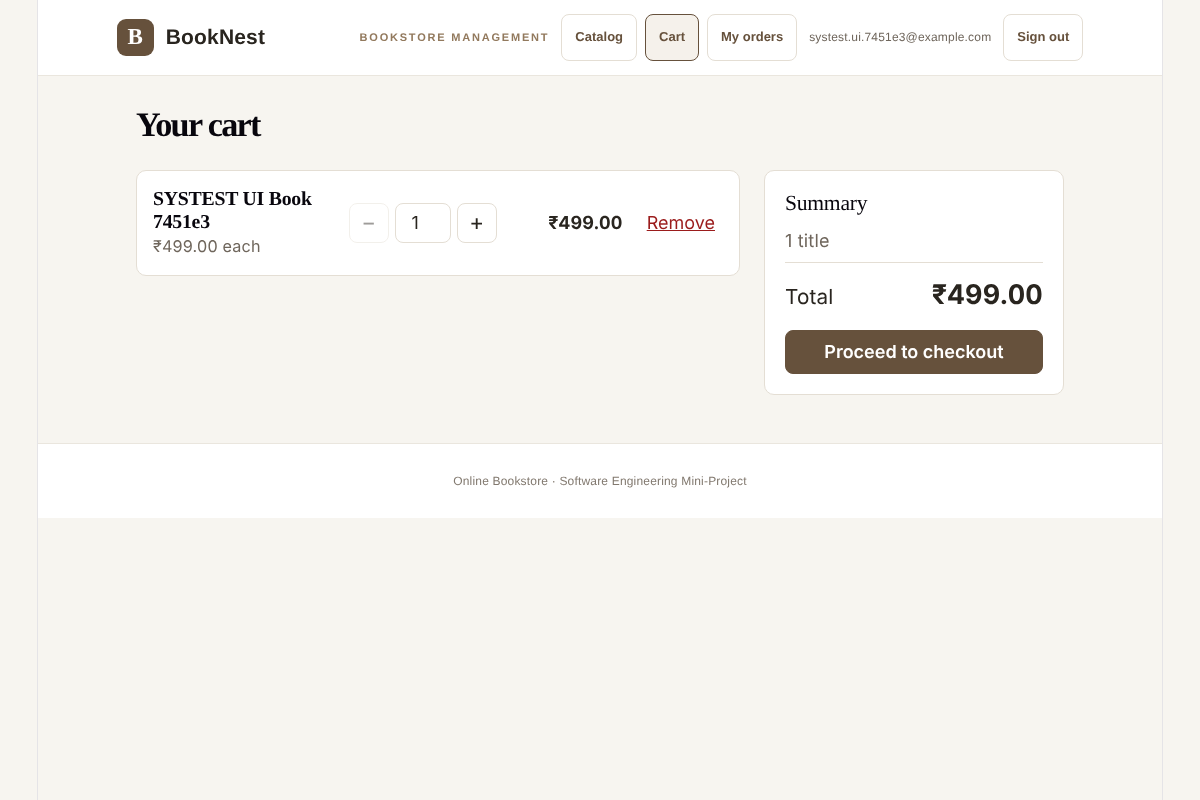 B BookNest
BOOKSTORE MANAGEMENT Catalog Cart My orders systest.ui.7451e3@example.com Sign out
Your cart
SYSTEST UI Book
7451e3
₹499.00 each
− 1 + ₹499.00 Remove
Summary
1 title
Total ₹499.00
Proceed to checkout
Online Bookstore · Software Engineering Mini-Project